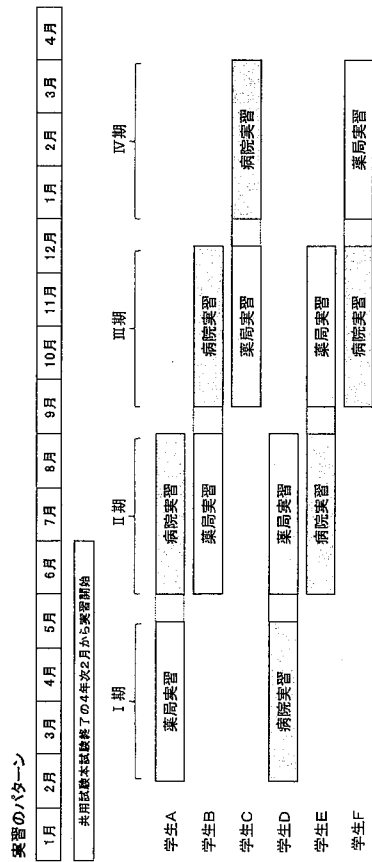 実習のパターン
1月 2月 3月 4月 5月 6月 7月 8月 9月 10月 11月 12月 1月 2月 3月 4月
共用試験本試験終了の4年次2月から実習開始
Ⅰ期 Ⅱ期 Ⅲ期 Ⅳ期
学生A 薬局実習 病院実習
学生B 薬局実習 病院実習
学生C 薬局実習 病院実習
学生D 病院実習 薬局実習
学生E 病院実習 薬局実習
学生F 病院実習 薬局実習